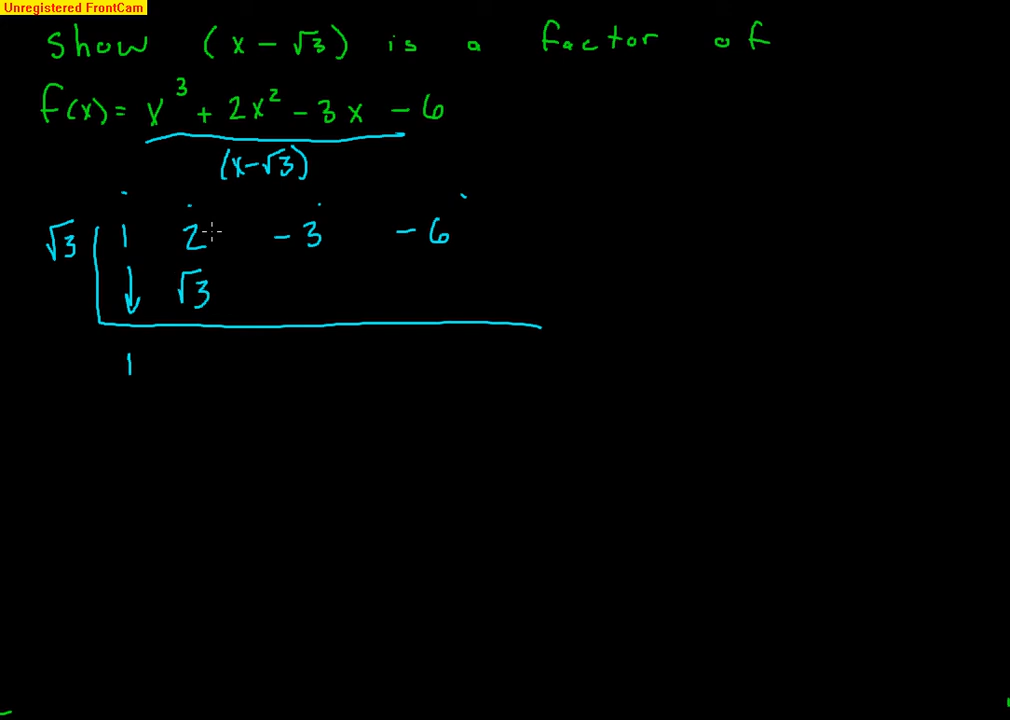 Unregistered FrontCam
Show (x - √3) is a factor of
f(x) = x³ + 2x² - 3x - 6
(x - √3)
√3 1 2 - 3 - 6
↓ √3
1